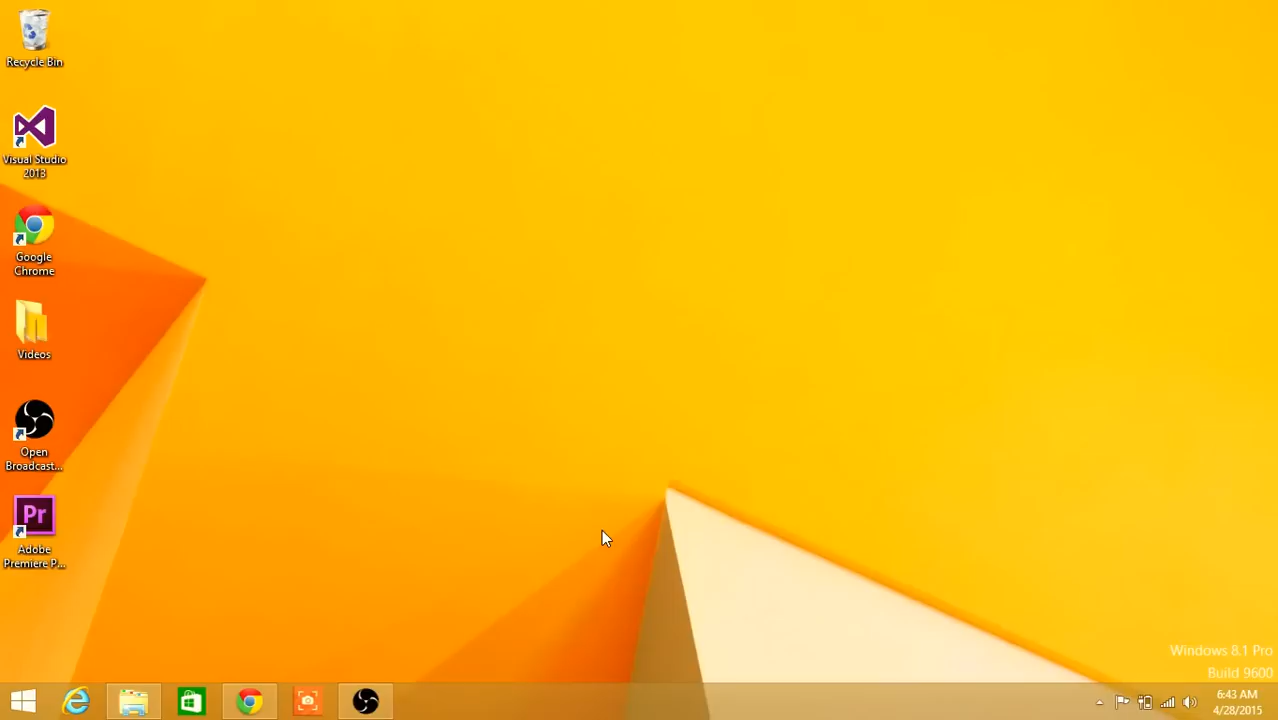 Recycle Bin
Visual Studio
2013
Google
Chrome
Videos
Open
Broadcast...
Pr
Adobe
Premiere P...
Windows 8.1 Pro
Build 9600
6:43 AM
4/28/2015